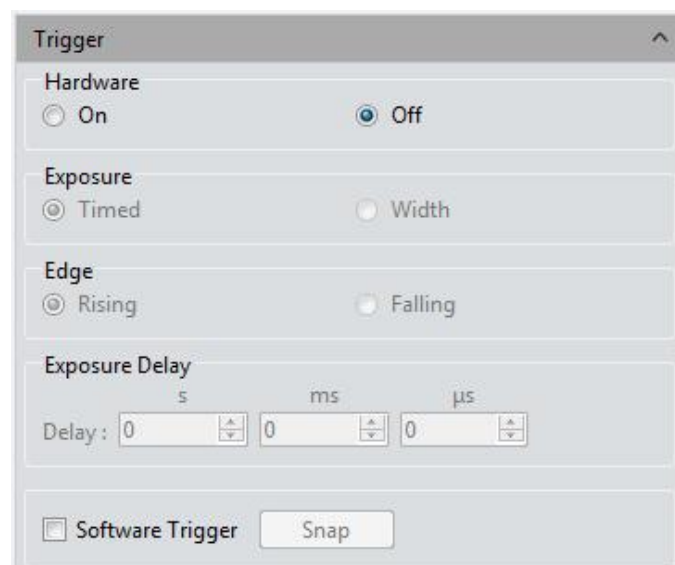 Trigger
Hardware
On Off
Exposure
Timed Width
Edge
Rising Falling
Exposure Delay
s ms µs
Delay : 0 0 0
Software Trigger Snap